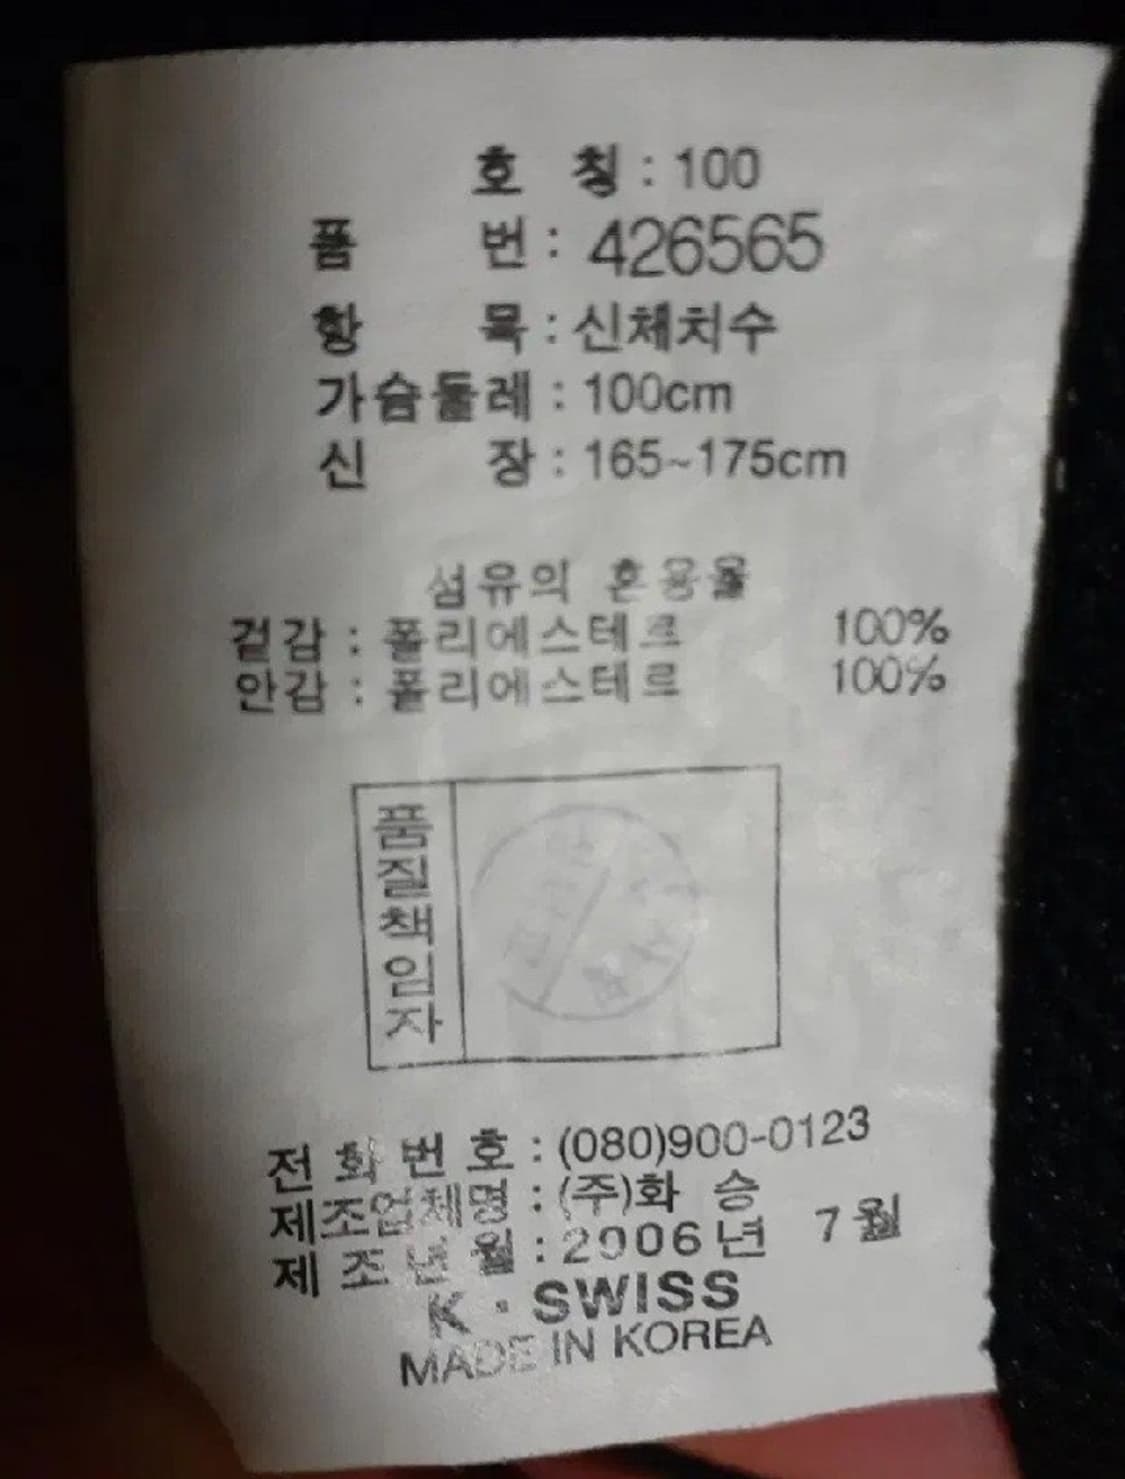 호 칭 : 100
품 번 : 426565
항 목 : 신체치수
가슴둘레 : 100cm
신 장 : 165~175cm
섬유의 혼용율
겉감 : 폴리에스테르 100%
안감 : 폴리에스테르 100%
품질책임자
전 화 번 호 : (080)900-0123
제조업체명 : (주)화 승
제 조 년 월 : 2006년 7월
K · SWISS
MADE IN KOREA